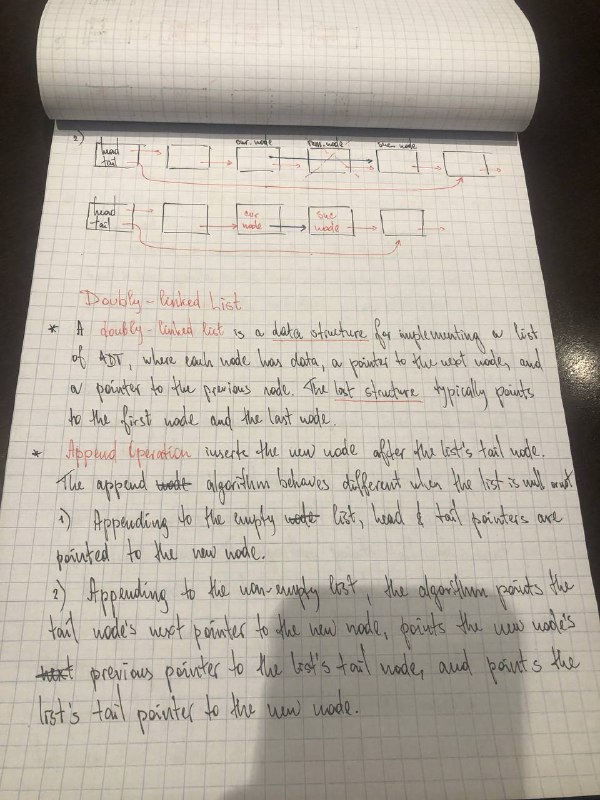 2)
cur. node rem. node suc. node
head
tail
head
tail
cur
node
suc
node
Doubly-linked List
* A doubly-linked list is a data structure for implementing a list
of ADT, where each node has data, a pointer to the next node, and
a pointer to the previous node. The last structure typically points
to the first node and the last node.
* Append Operation inserts the new node after the list's tail node.
The append node algorithm behaves different when the list is null or not
1) Appending to the empty node list, head & tail pointers are
pointed to the new node.
2) Appending to the non-empty list, the algorithm points the
tail node's next pointer to the new node, points the new node's
next previous pointer to the list's tail node, and points the
list's tail pointer to the new node.